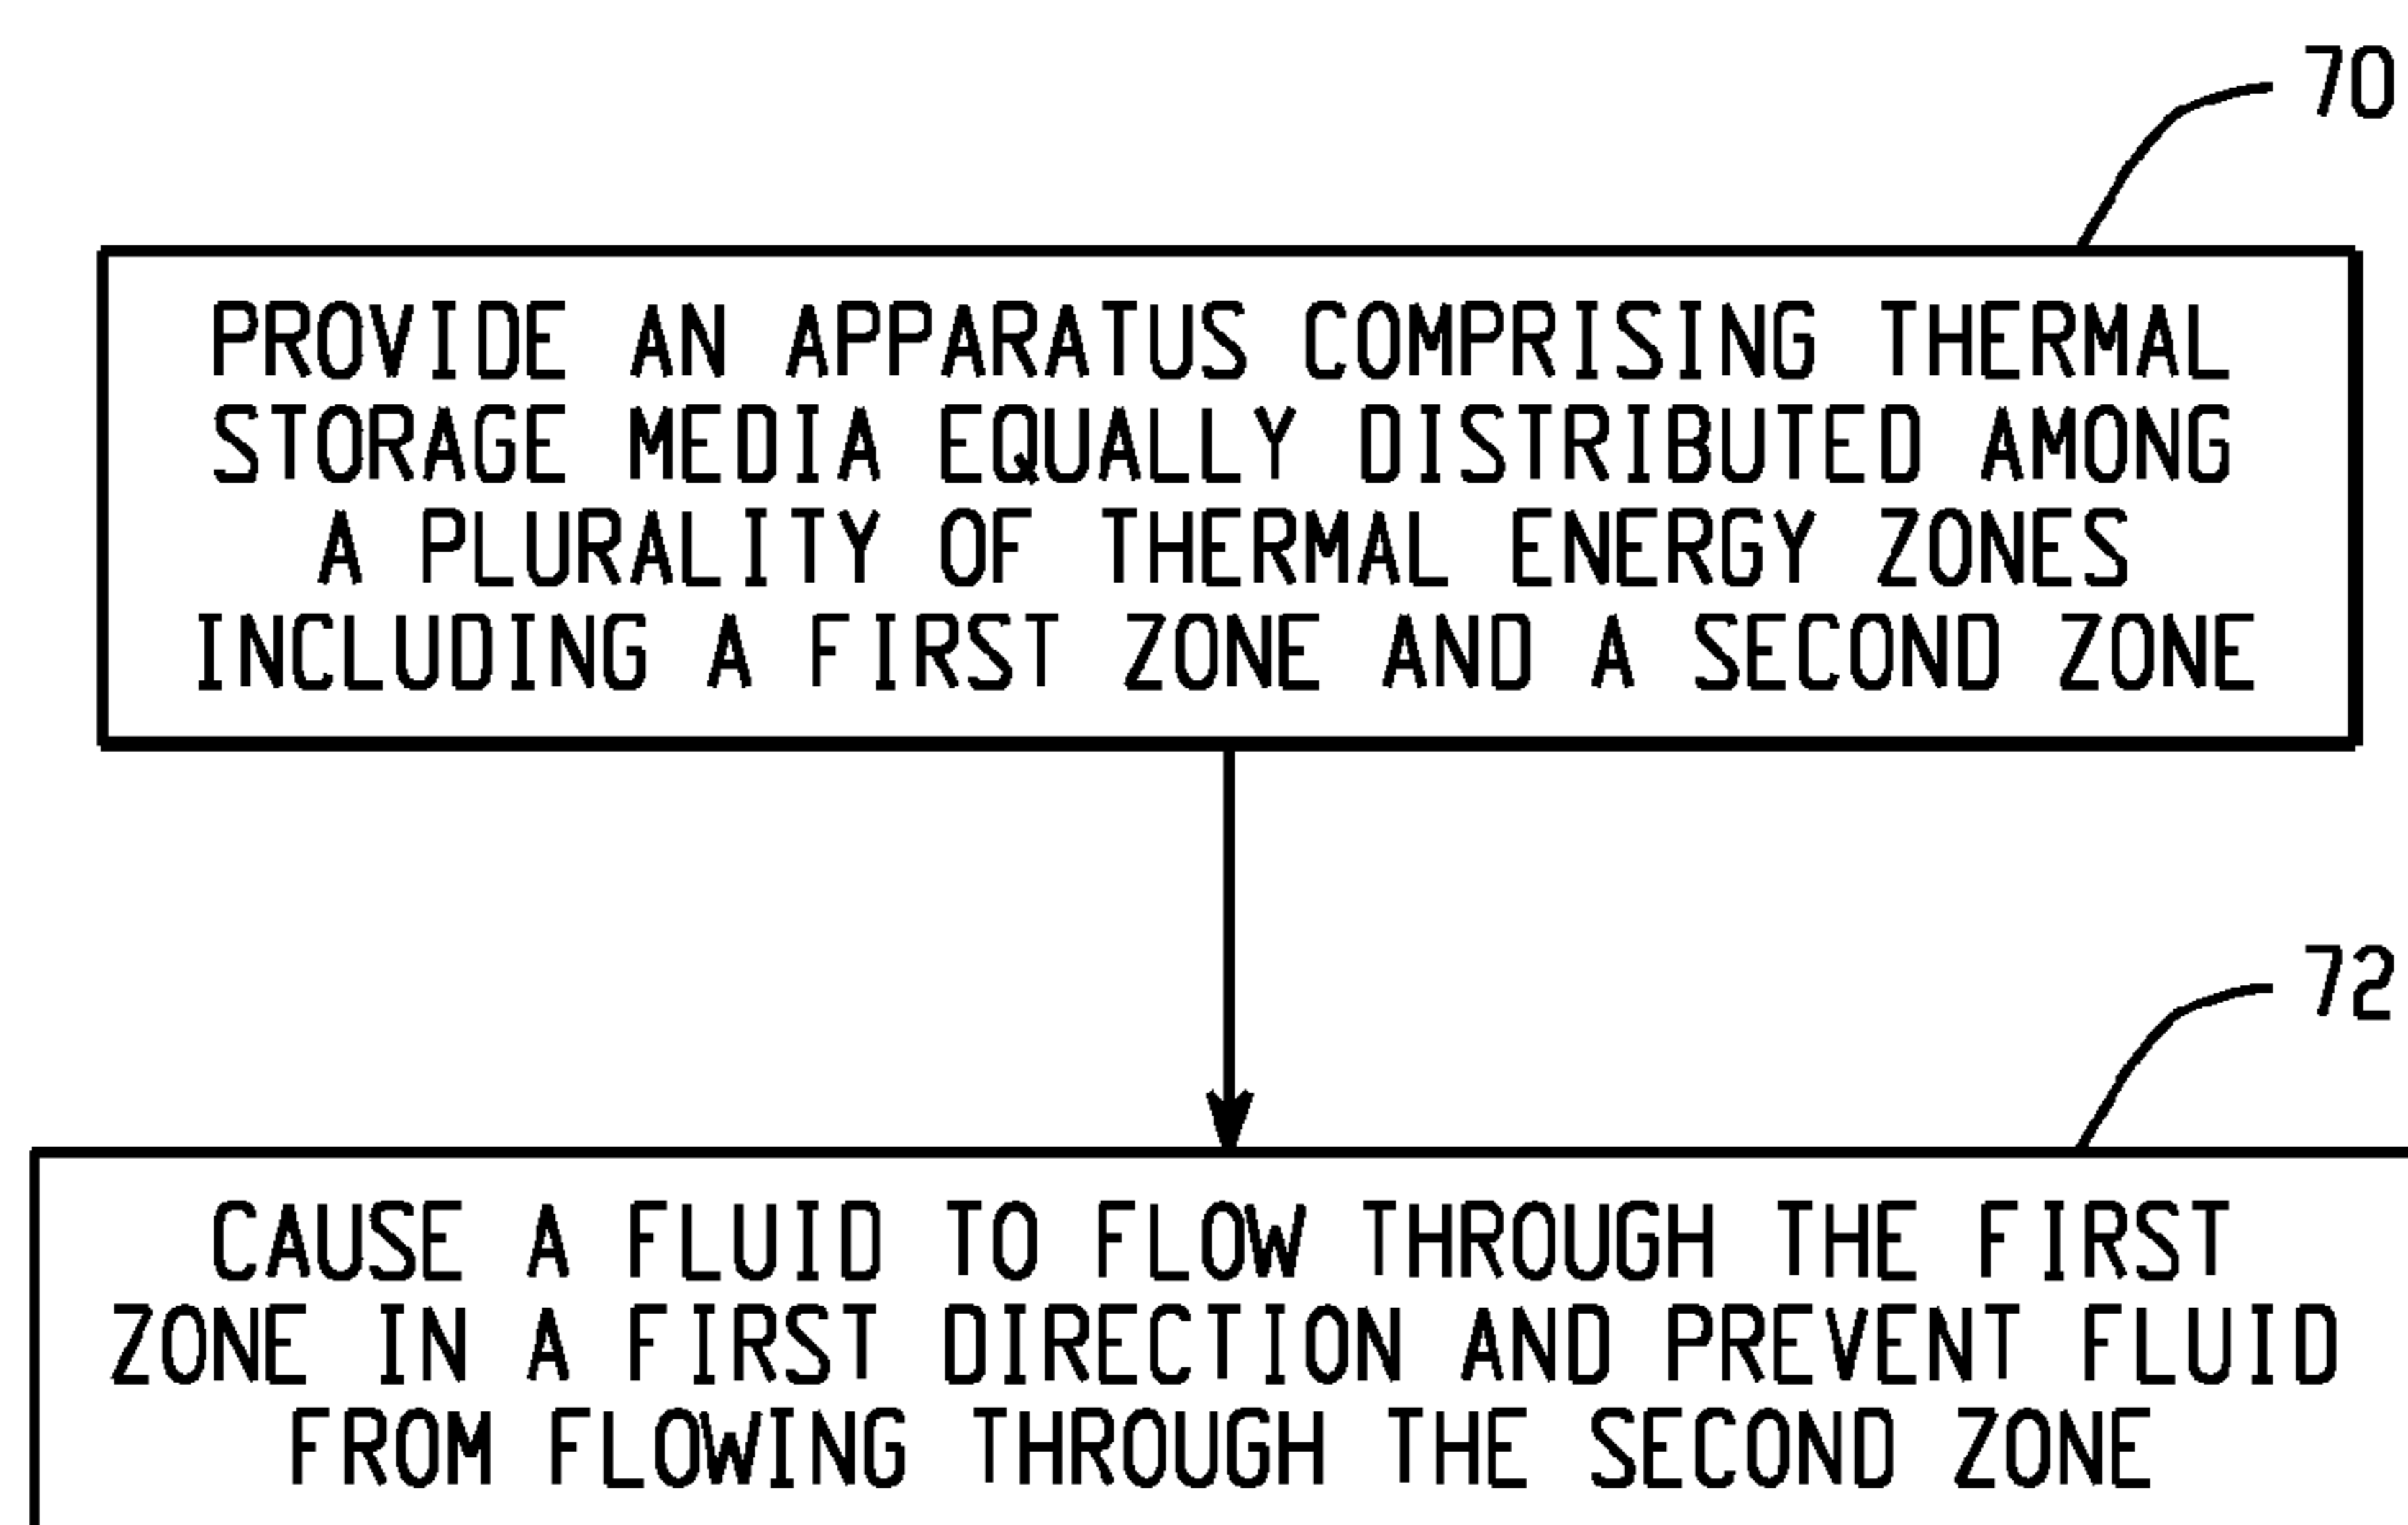 70
PROVIDE AN APPARATUS COMPRISING THERMAL
STORAGE MEDIA EQUALLY DISTRIBUTED AMONG
A PLURALITY OF THERMAL ENERGY ZONES
INCLUDING A FIRST ZONE AND A SECOND ZONE
72
CAUSE A FLUID TO FLOW THROUGH THE FIRST
ZONE IN A FIRST DIRECTION AND PREVENT FLUID
FROM FLOWING THROUGH THE SECOND ZONE